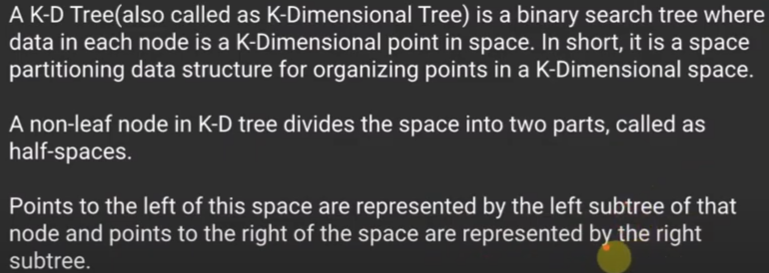 A K-D Tree(also called as K-Dimensional Tree) is a binary search tree where
data in each node is a K-Dimensional point in space. In short, it is a space
partitioning data structure for organizing points in a K-Dimensional space.
A non-leaf node in K-D tree divides the space into two parts, called as
half-spaces.
Points to the left of this space are represented by the left subtree of that
node and points to the right of the space are represented by the right
subtree.